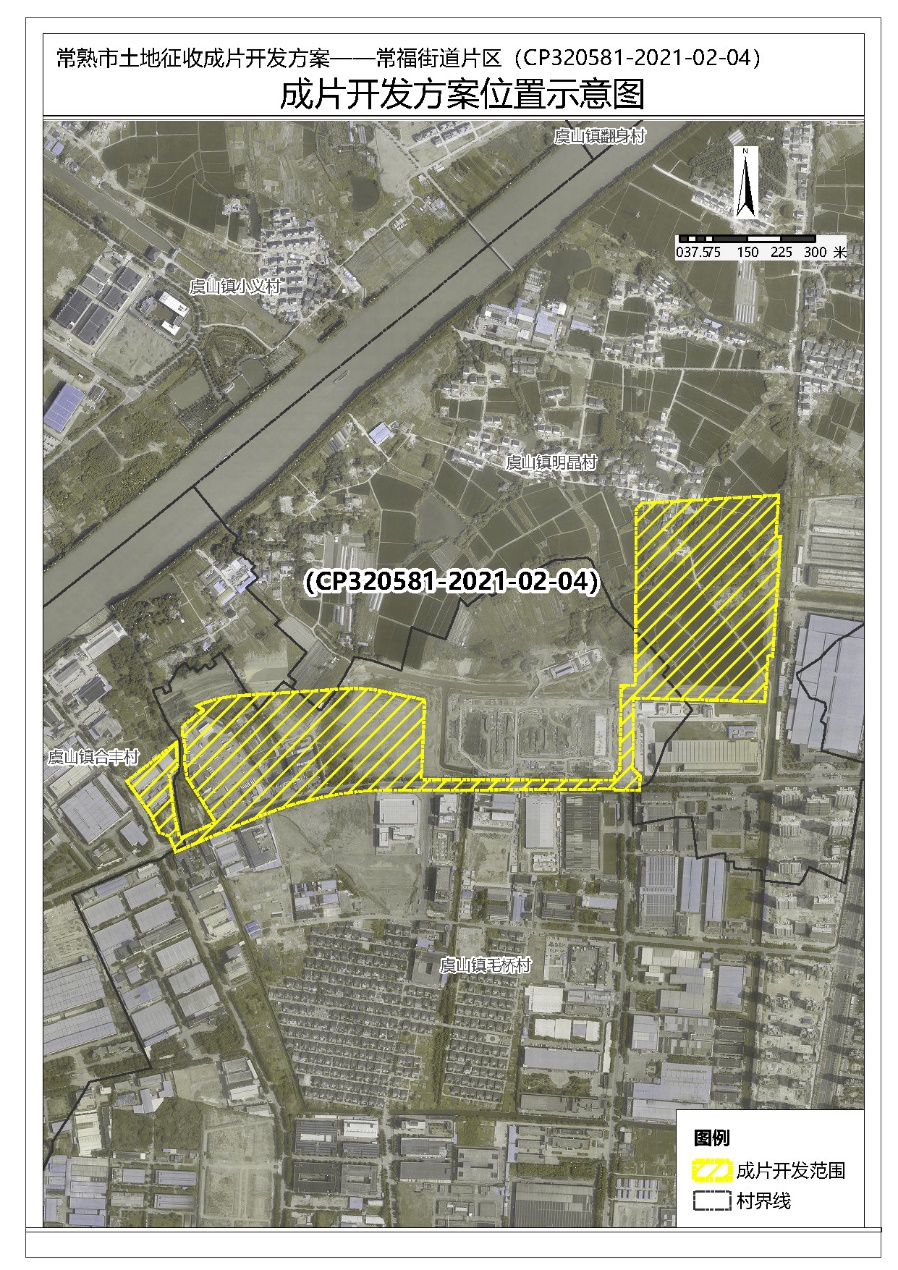 常熟市土地征收成片开发方案——常福街道片区（CP320581-2021-02-04）
成片开发方案位置示意图
虞山镇翻身村
N
037.575 150 225 300 米
虞山镇小义村
虞山镇明晶村
(CP320581-2021-02-04)
虞山镇合丰村
虞山镇毛桥村
图例
成片开发范围
村界线